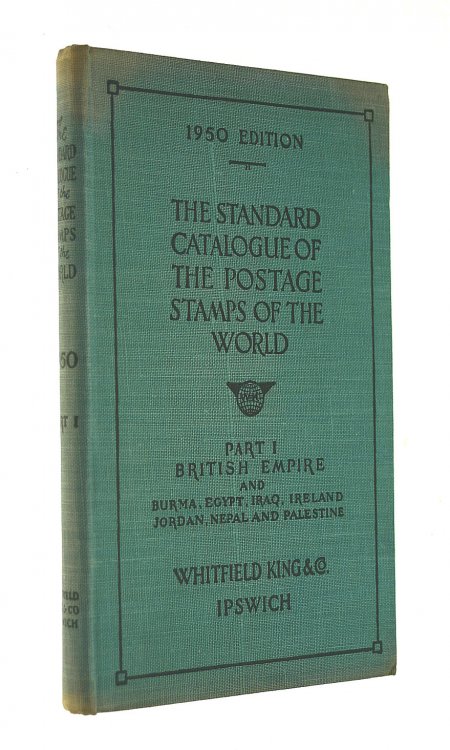 1950 EDITION
THE STANDARD
CATALOGUE OF
THE POSTAGE
STAMPS OF THE
WORLD
PART I
BRITISH EMPIRE
AND
BURMA, EGYPT, IRAQ, IRELAND
JORDAN, NEPAL AND PALESTINE
WHITFIELD KING & CO.
IPSWICH